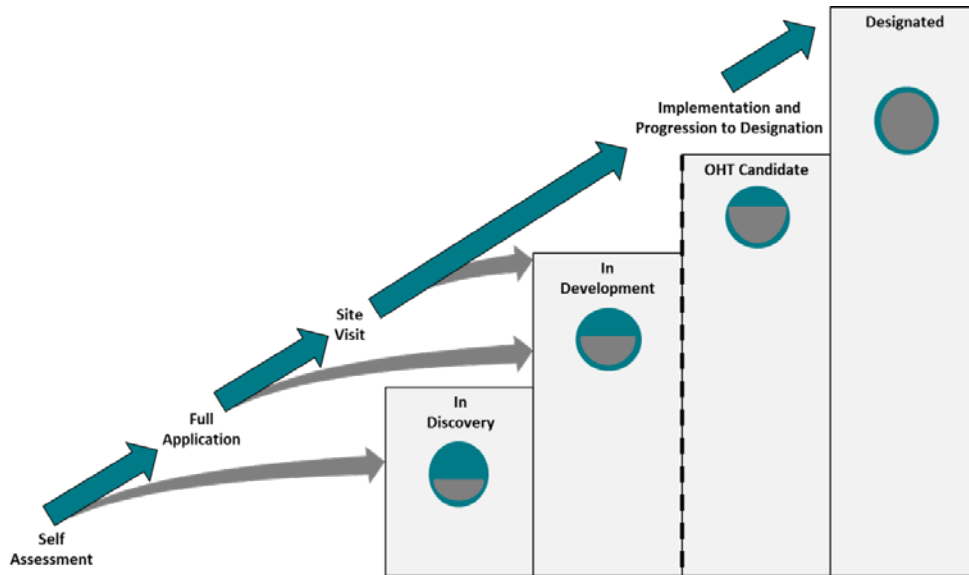 Designated
Implementation and
Progression to Designation
OHT Candidate
In
Development
Site
Visit
In
Discovery
Full
Application
Self
Assessment